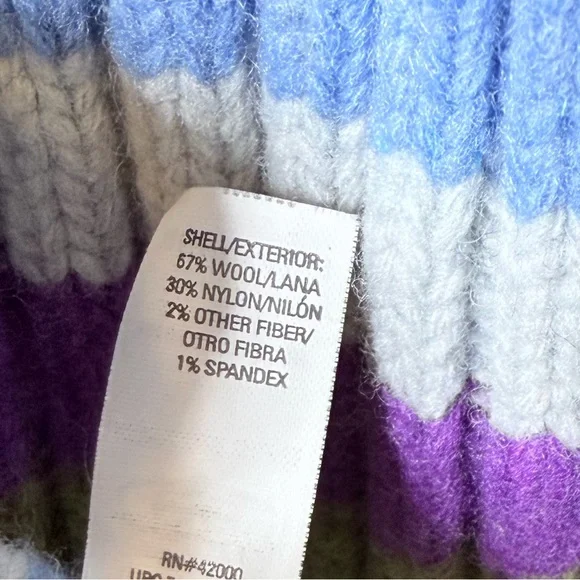 SHELL/EXTERIOR:
67% WOOL/LANA
30% NYLON/NILÓN
2% OTHER FIBER/
OTRO FIBRA
1% SPANDEX
RN#42000